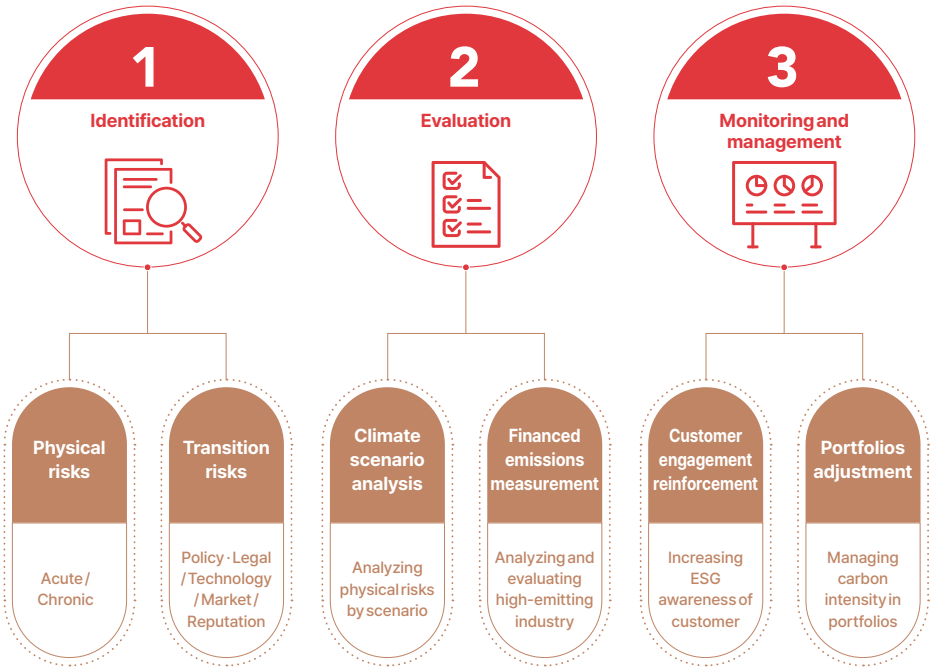 1
Identification
2
Evaluation
3
Monitoring and
management
Physical
risks
Acute /
Chronic
Transition
risks
Policy · Legal
/ Technology
/ Market /
Reputation
Climate
scenario
analysis
Analyzing
physical risks
by scenario
Financed
emissions
measurement
Analyzing and
evaluating
high-emitting
industry
Customer
engagement
reinforcement
Increasing
ESG
awareness of
customer
Portfolios
adjustment
Managing
carbon
intensity in
portfolios